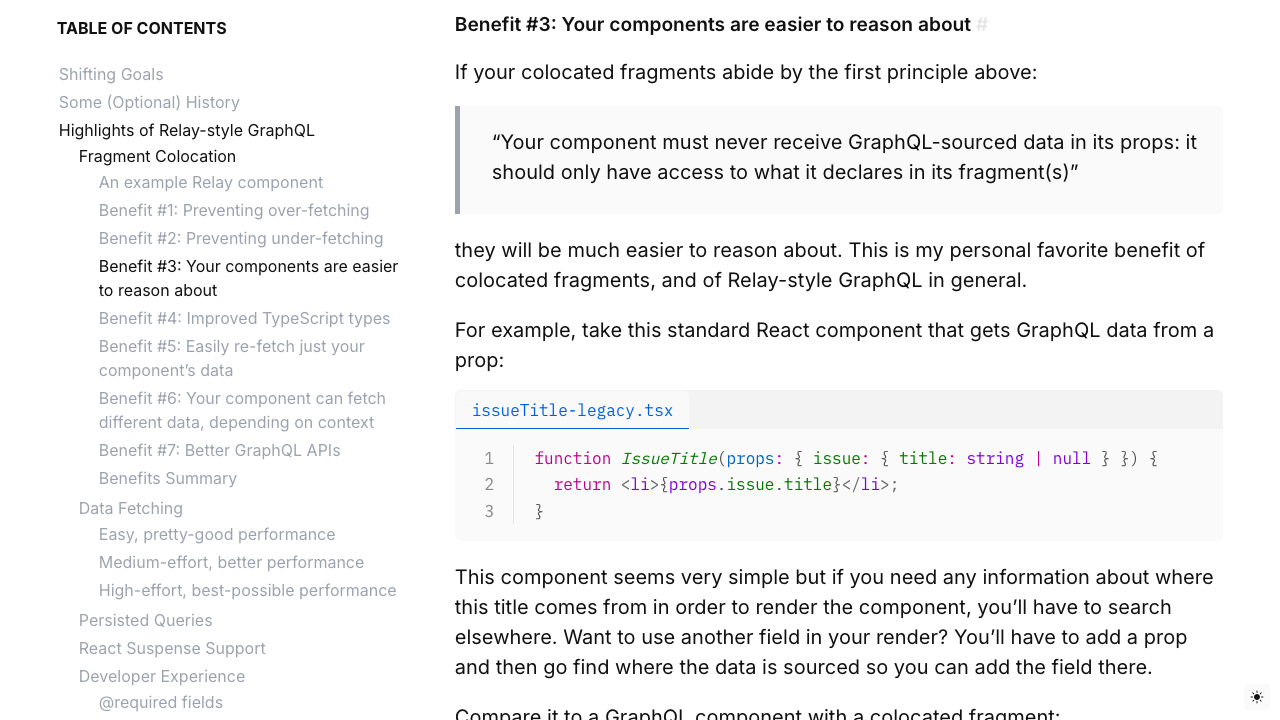 TABLE OF CONTENTS
Shifting Goals
Some (Optional) History
Highlights of Relay-style GraphQL
Fragment Colocation
An example Relay component
Benefit #1: Preventing over-fetching
Benefit #2: Preventing under-fetching
Benefit #3: Your components are easier
to reason about
Benefit #4: Improved TypeScript types
Benefit #5: Easily re-fetch just your
component’s data
Benefit #6: Your component can fetch
different data, depending on context
Benefit #7: Better GraphQL APIs
Benefits Summary
Data Fetching
Easy, pretty-good performance
Medium-effort, better performance
High-effort, best-possible performance
Persisted Queries
React Suspense Support
Developer Experience
@required fields
Benefit #3: Your components are easier to reason about #
If your colocated fragments abide by the first principle above:
“Your component must never receive GraphQL-sourced data in its props: it
should only have access to what it declares in its fragment(s)”
they will be much easier to reason about. This is my personal favorite benefit of
colocated fragments, and of Relay-style GraphQL in general.
For example, take this standard React component that gets GraphQL data from a
prop:
issueTitle-legacy.tsx
1 function IssueTitle(props: { issue: { title: string | null } }) {
2   return <li>{props.issue.title}</li>;
3 }
This component seems very simple but if you need any information about where
this title comes from in order to render the component, you’ll have to search
elsewhere. Want to use another field in your render? You’ll have to add a prop
and then go find where the data is sourced so you can add the field there.
Compare it to a GraphQL component with a colocated fragment: